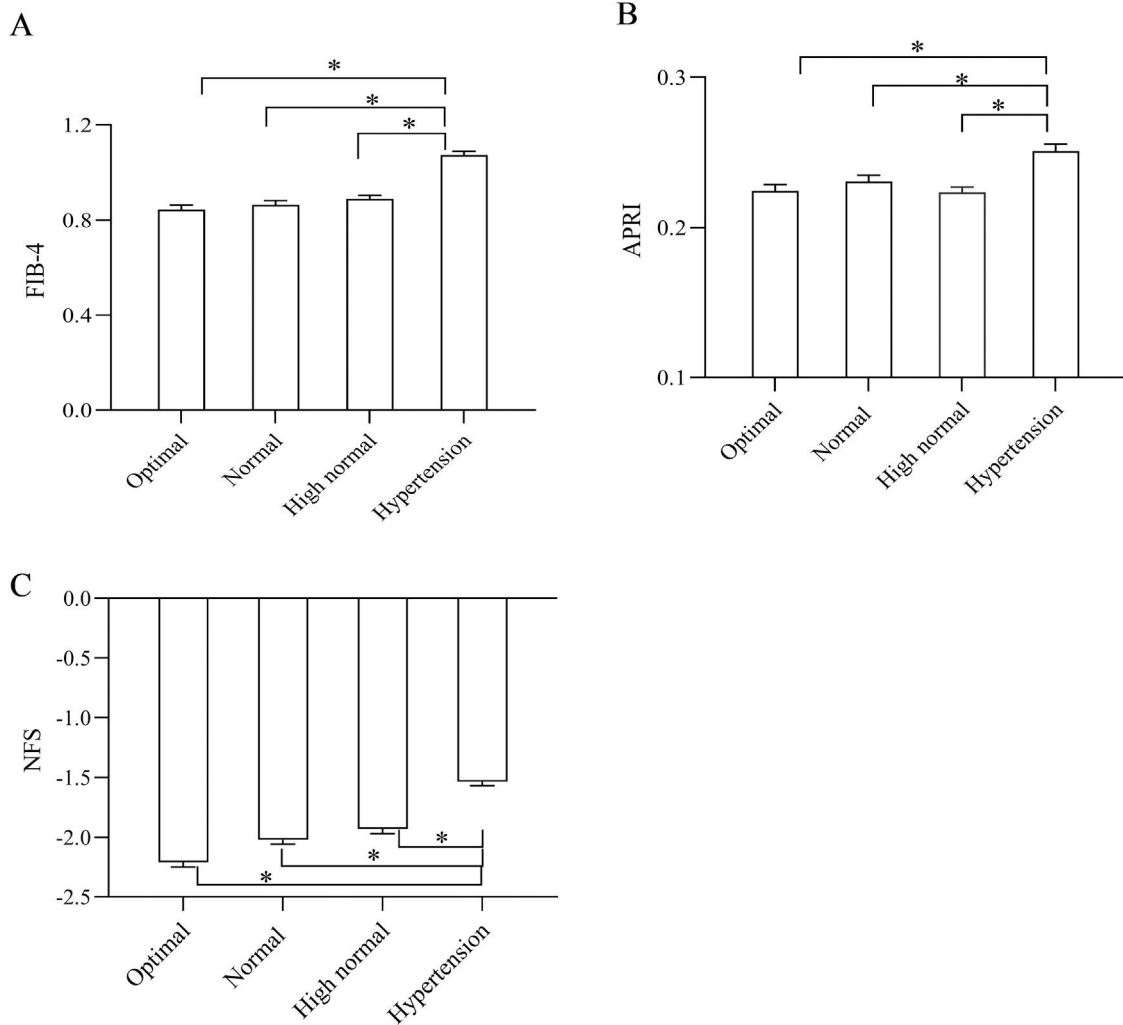 A
*
*
*
1.2
0.8
0.4
0.0
FIB-4
Optimal
Normal
High normal
Hypertension
B
*
*
*
0.3
0.2
0.1
APRI
Optimal
Normal
High normal
Hypertension
C
0.0
-0.5
-1.0
-1.5
-2.0
-2.5
NFS
*
*
*
Optimal
Normal
High normal
Hypertension